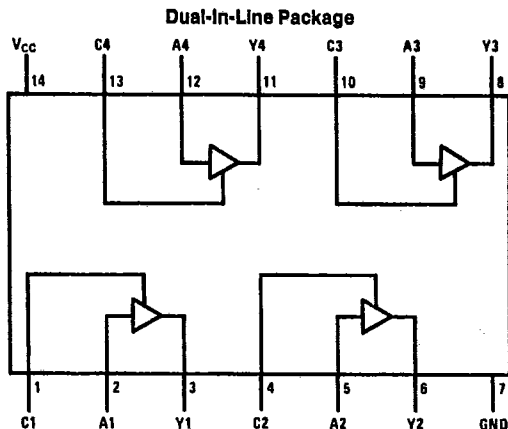 Dual-In-Line Package
VCC C4 A4 Y4 C3 A3 Y3
14 13 12 11 10 9 8
1 2 3 4 5 6 7
C1 A1 Y1 C2 A2 Y2 GND